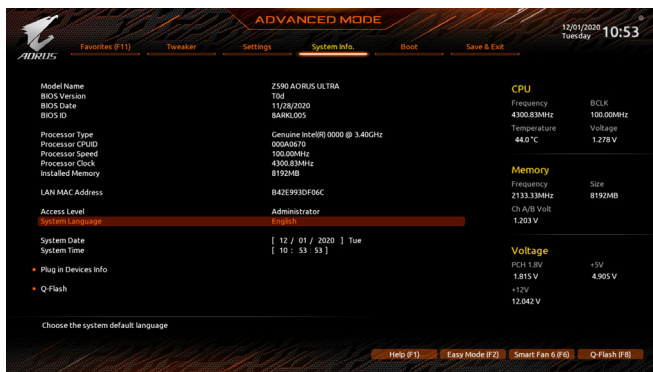 ADVANCED MODE
12/01/2020 10:53
Tuesday
AORUS
Favorites (F11) Tweaker Settings System Info. Boot Save & Exit
Model Name Z590 AORUS ULTRA
BIOS Version T0d
BIOS Date 11/28/2020
BIOS ID 8ARKL005
Processor Type Genuine Intel(R) 0000 @ 3.40GHz
Processor CPUID 000A0670
Processor Speed 100.00MHz
Processor Clock 4300.83MHz
Installed Memory 8192MB
LAN MAC Address B42E993DF06C
Access Level Administrator
System Language English
System Date [ 12 / 01 / 2020 ] Tue
System Time [ 10 : 53 : 53 ]
Plug in Devices Info
Q-Flash
Choose the system default language
CPU
Frequency BCLK
4300.83MHz 100.00MHz
Temperature Voltage
44.0 °C 1.278 V
Memory
Frequency Size
2133.33MHz 8192MB
Ch A/B Volt
1.203 V
Voltage
PCH 1.8V +5V
1.815 V 4.905 V
+12V
12.042 V
Help (F1) Easy Mode (F2) Smart Fan 6 (F6) Q-Flash (F8)